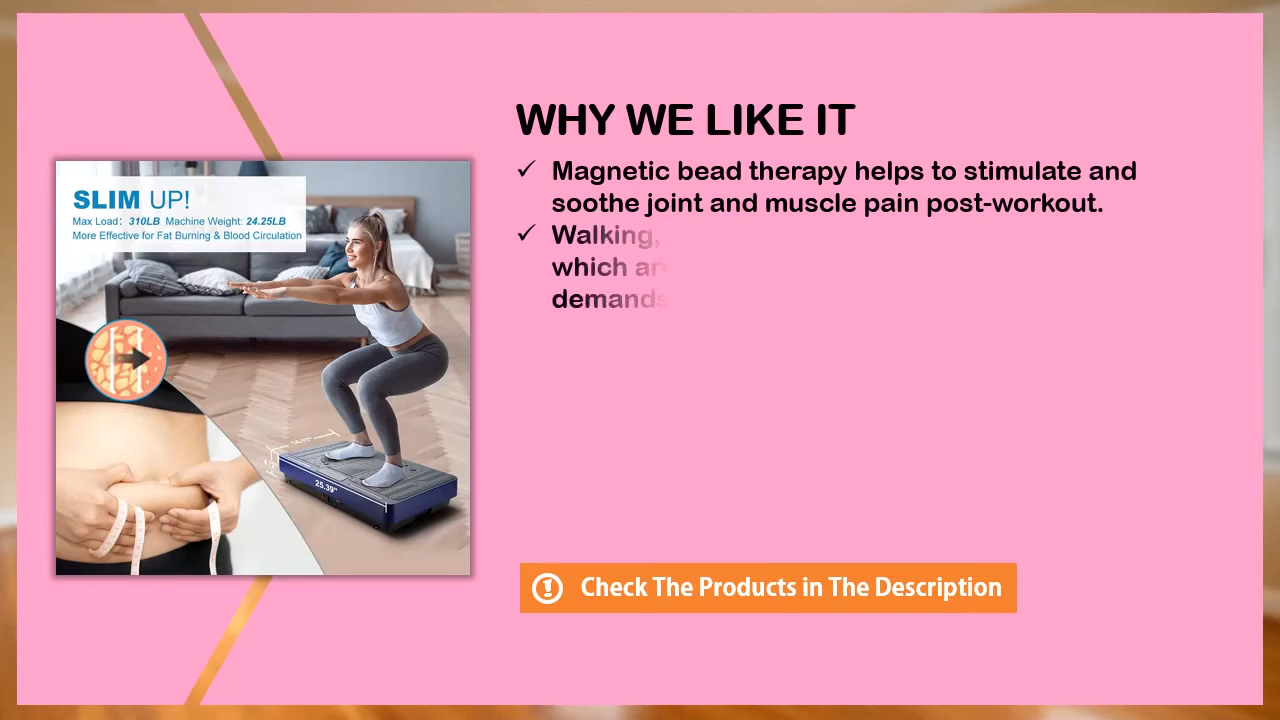 WHY WE LIKE IT
✓ Magnetic bead therapy helps to stimulate and
soothe joint and muscle pain post-workout.
✓ Walking,
which
demands
SLIM UP!
Max Load: 310LB Machine Weight: 24.25LB
More Effective for Fat Burning & Blood Circulation
25.39"
Check The Products in The Description